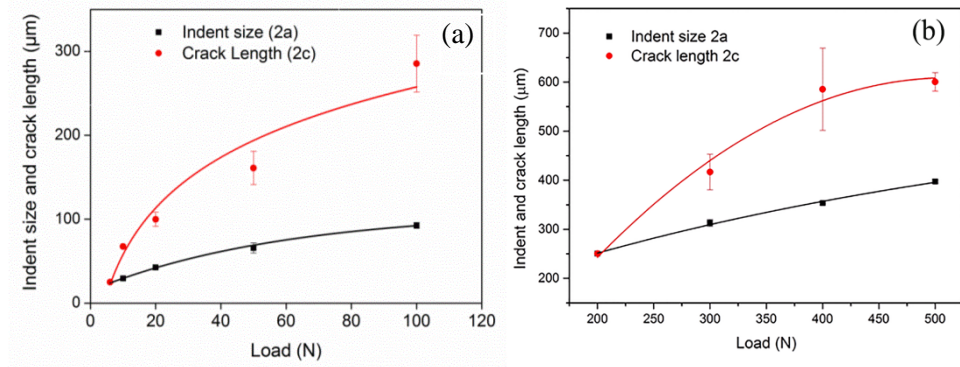 (a)
Indent size (2a)
Crack Length (2c)
Indent size and crack length (μm)
300
200
100
0
0 20 40 60 80 100 120
Load (N)
(b)
Indent size 2a
Crack length 2c
Indent and crack length (μm)
700
600
500
400
300
200
200 250 300 350 400 450 500
Load (N)